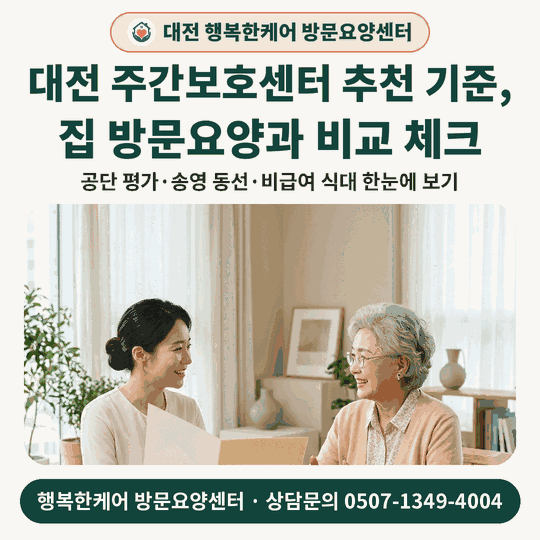 대전 행복한케어 방문요양센터
대전 주간보호센터 추천 기준,
집 방문요양과 비교 체크
공단 평가·송영 동선·비급여 식대 한눈에 보기
행복한케어 방문요양센터 · 상담문의 0507-1349-4004